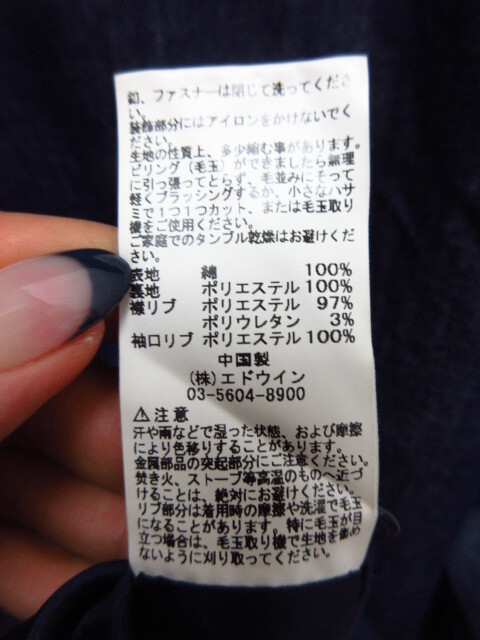 釦、ファスナーは閉じて洗ってくださ
い。
装飾部分にはアイロンをかけないでく
ださい。
生地の性質上、多少縮む事があります。
ピリング（毛玉）ができましたら無理
に引っ張ってとらず、毛並みにそって
軽くブラッシングするか、小さなハサ
ミで１つ１つカット、または毛玉取り
機をご使用ください。
ご家庭でのタンブル乾燥はお避けくだ
さい。
表地 綿 100%
裏地 ポリエステル 100%
襟リブ ポリエステル 97%
ポリウレタン 3%
袖口リブ ポリエステル 100%
中国製
(株)エドウイン
03-5604-8900
⚠注意
汗や雨などで湿った状態、および摩擦
により色移りすることがあります。
金属部品の突起部分にご注意ください。
焚き火、ストーブ等高温のものへ近づ
けることは、絶対にお避けください。
リブ部分は着用時の摩擦や洗濯で毛玉
になることがあります。特に毛玉が目
立つ場合は、毛玉取り機で生地を傷め
ないように刈り取ってください。